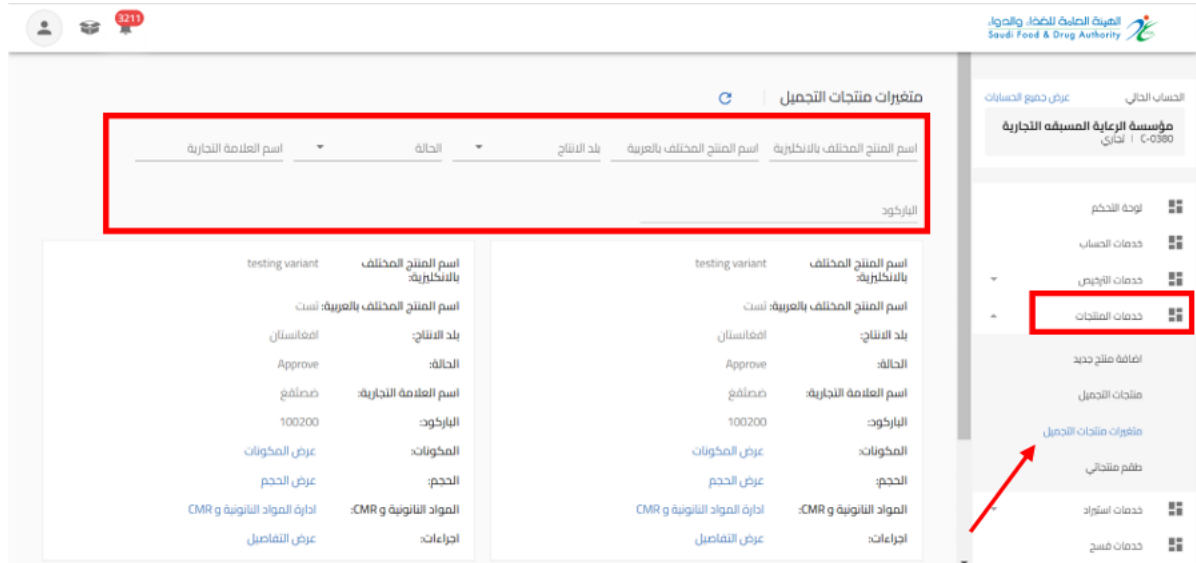 3211
الهيئة العامة للغذاء والدواء
Saudi Food & Drug Authority
الحساب الحالي
عرض جميع الحسابات
مؤسسة الرعاية المسبقه التجارية
C-0380 | تجاري
لوحة التحكم
خدمات الحساب
خدمات الترخيص
خدمات المنتجات
اضافة منتج جديد
منتجات التجميل
متغيرات منتجات التجميل
طقم منتجاتي
خدمات استيراد
خدمات فسح
متغيرات منتجات التجميل
اسم المنتج المختلف بالانكليزية
اسم المنتج المختلف بالعربية
بلد الانتاج
الحالة
اسم العلامة التجارية
الباركود
اسم المنتج المختلف بالانكليزية: testing variant
اسم المنتج المختلف بالعربية: تست
بلد الانتاج: افغانستان
الحالة: Approve
اسم العلامة التجارية: ضصثفغ
الباركود: 100200
المكونات: عرض المكونات
الحجم: عرض الحجم
المواد النانونية و CMR: ادارة المواد النانونية و CMR
اجراءات: عرض التفاصيل
اسم المنتج المختلف بالانكليزية: testing variant
اسم المنتج المختلف بالعربية: تست
بلد الانتاج: افغانستان
الحالة: Approve
اسم العلامة التجارية: ضصثفغ
الباركود: 100200
المكونات: عرض المكونات
الحجم: عرض الحجم
المواد النانونية و CMR: ادارة المواد النانونية و CMR
اجراءات: عرض التفاصيل